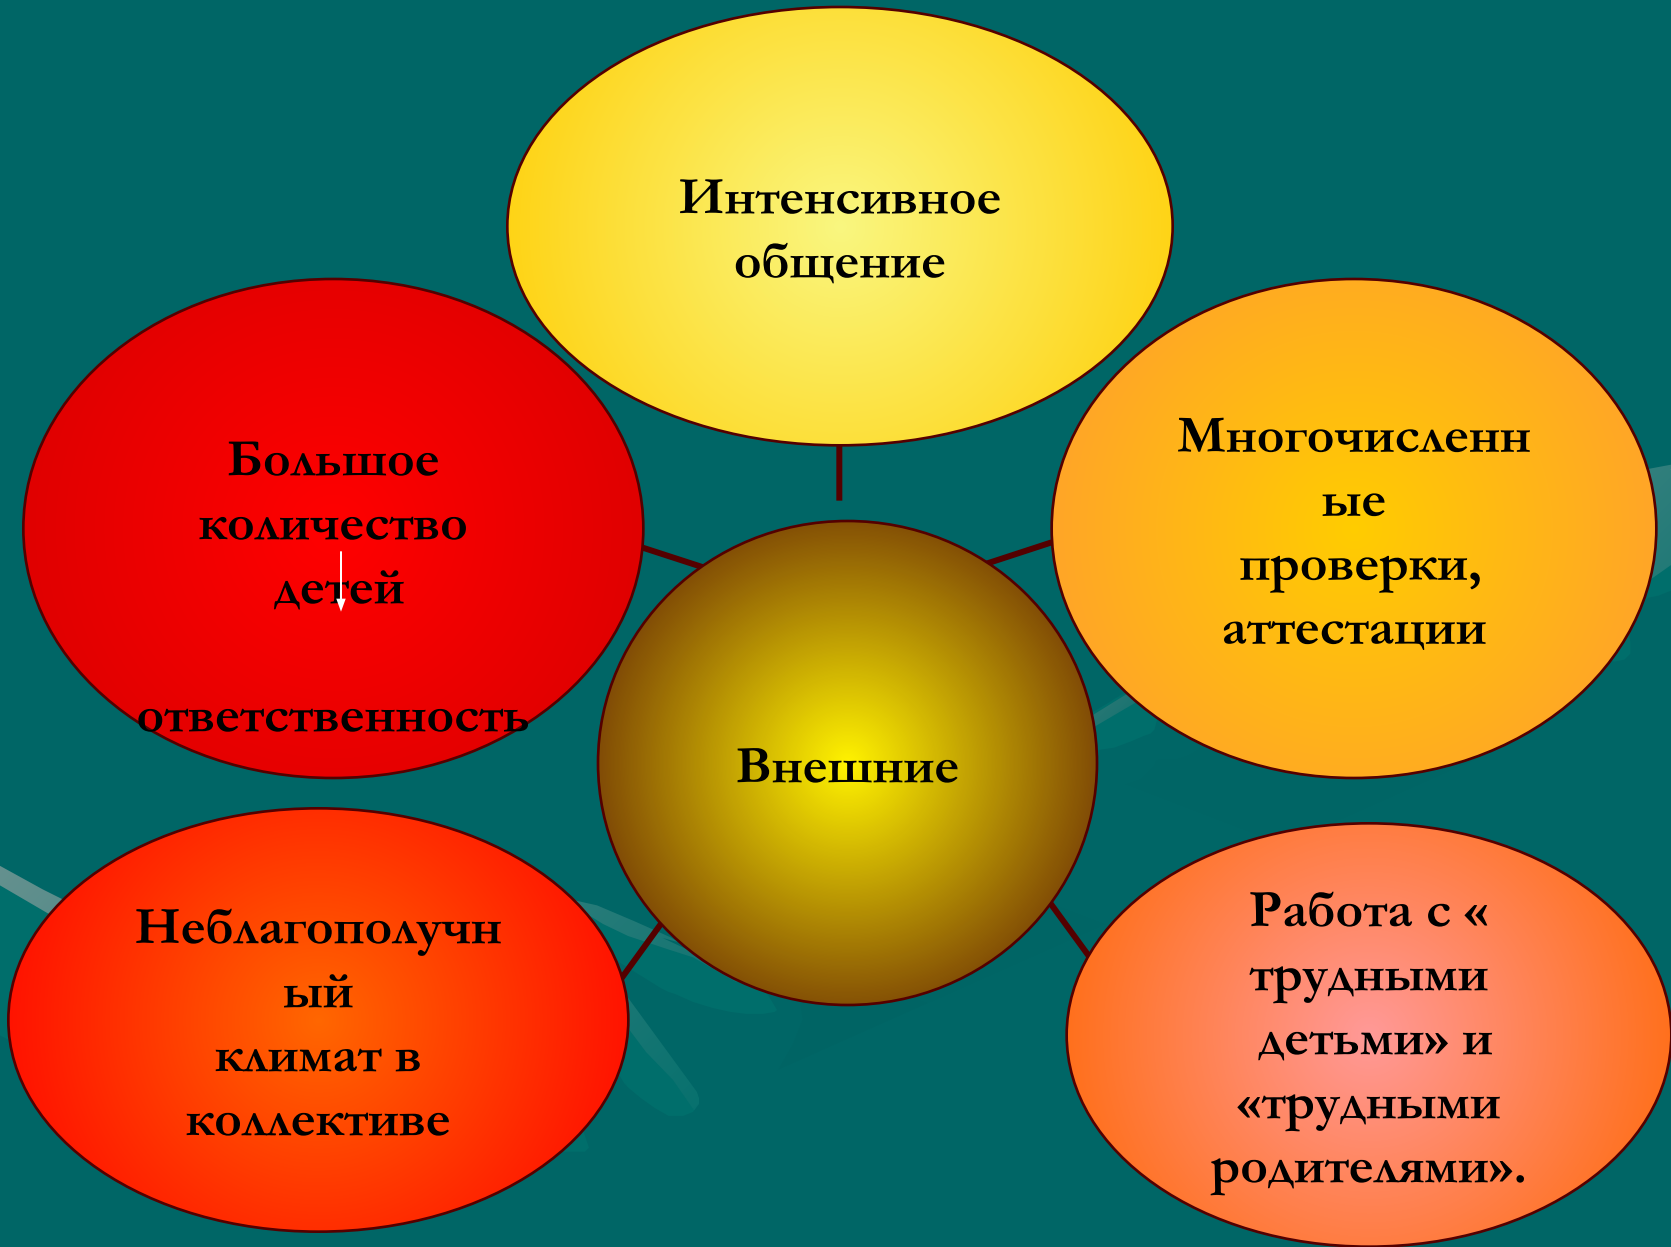 Интенсивное
общение
Большое
количество
детей
ответственность
Многочисленн
ые
проверки,
аттестации
Внешние
Неблагополучн
ый
климат в
коллективе
Работа с «
трудными
детьми» и
«трудными
родителями».